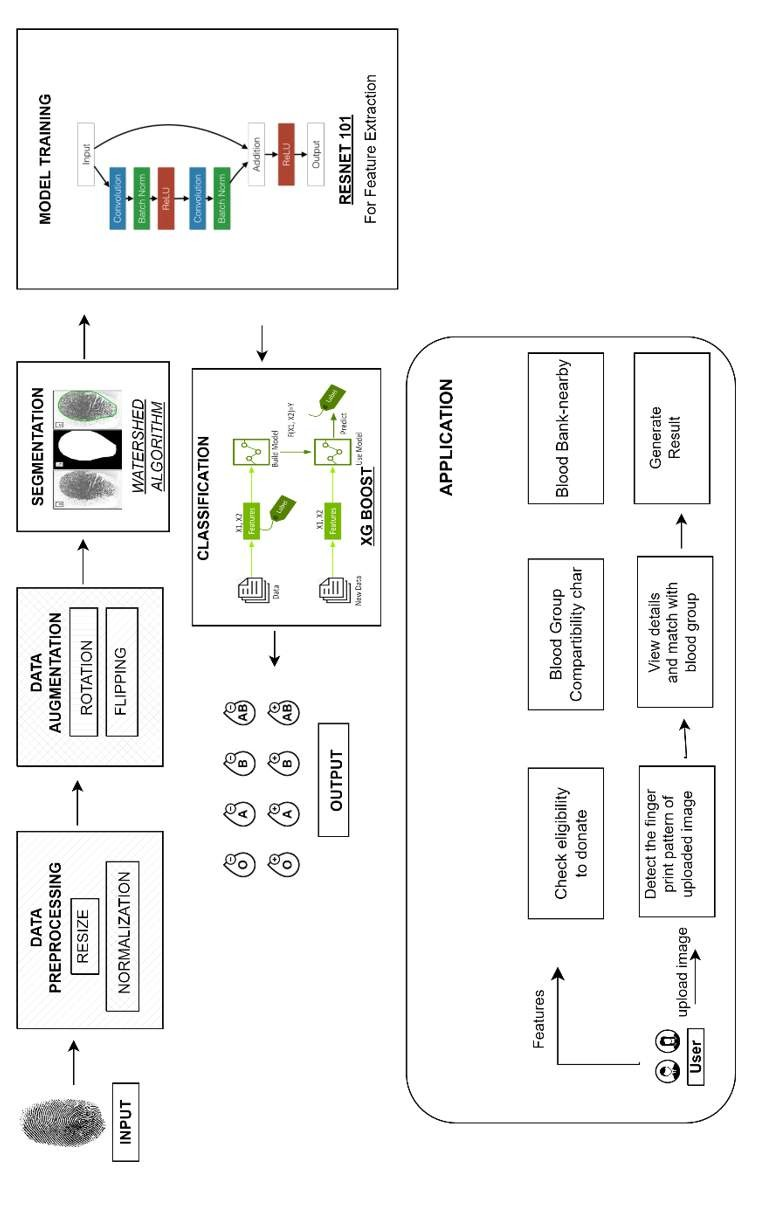 INPUT
DATA
PREPROCESSING
RESIZE
NORMALIZATION
DATA
AUGMENTATION
ROTATION
FLIPPING
SEGMENTATION
WATERSHED
ALGORITHM
MODEL TRAINING
Input
Convolution
Batch Norm
ReLU
Convolution
Batch Norm
Addition
ReLU
Output
RESNET 101
For Feature Extraction
CLASSIFICATION
Data
X1, X2
Features
Label
Build Model
F(X1, X2)=Y
New Data
X1, X2
Features
Use Model
Predict
Label
XG BOOST
O
A
B
AB
O
A
B
AB
OUTPUT
APPLICATION
Features
Check eligibility
to donate
Blood Group
Compartibility char
Blood Bank-nearby
User
upload image
Detect the finger
print pattern of
uploaded image
View details
and match with
blood group
Generate
Result